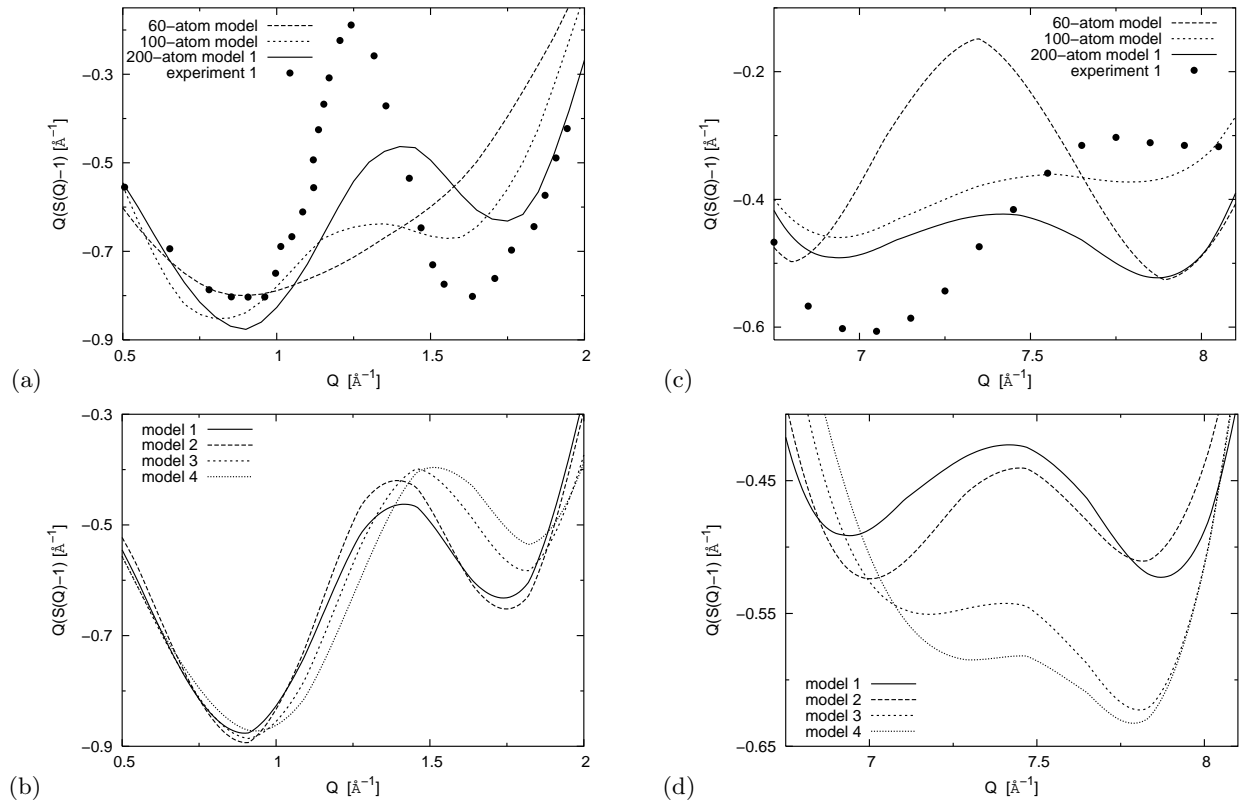 60−atom model
100−atom model
200−atom model 1
experiment 1
−0.3
−0.5
−0.7
−0.9
0.5
1
1.5
2
Q(S(Q)−1) [Å−1]
Q [Å−1]
(a)
60−atom model
100−atom model
200−atom model 1
experiment 1
−0.2
−0.4
−0.6
7
7.5
8
Q(S(Q)−1) [Å−1]
Q [Å−1]
(c)
model 1
model 2
model 3
model 4
−0.3
−0.5
−0.7
−0.9
0.5
1
1.5
2
Q(S(Q)−1) [Å−1]
Q [Å−1]
(b)
−0.45
−0.55
−0.65
model 1
model 2
model 3
model 4
7
7.5
8
Q(S(Q)−1) [Å−1]
Q [Å−1]
(d)